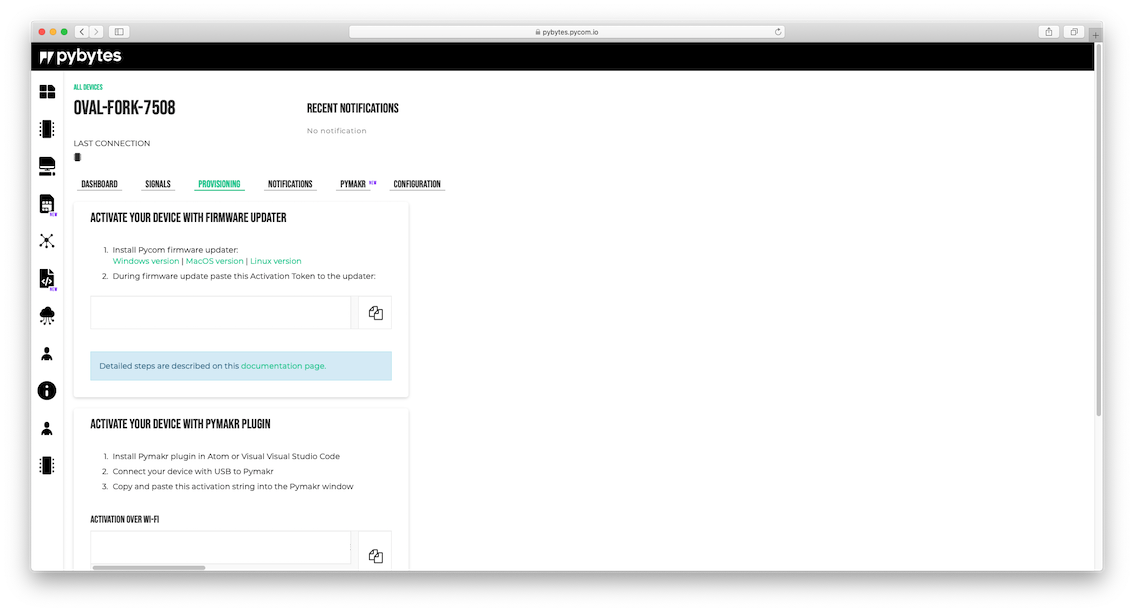 pybytes.pycom.io
pybytes
ALL DEVICES
OVAL-FORK-7508
RECENT NOTIFICATIONS
No notification
LAST CONNECTION
DASHBOARD SIGNALS PROVISIONING NOTIFICATIONS PYMAKR NEW CONFIGURATION
NEW
NEW
ACTIVATE YOUR DEVICE WITH FIRMWARE UPDATER
1. Install Pycom firmware updater:
Windows version | MacOS version | Linux version
2. During firmware update paste this Activation Token to the updater:
Detailed steps are described on this documentation page.
ACTIVATE YOUR DEVICE WITH PYMAKR PLUGIN
1. Install Pymakr plugin in Atom or Visual Visual Studio Code
2. Connect your device with USB to Pymakr
3. Copy and paste this activation string into the Pymakr window
ACTIVATION OVER WI-FI